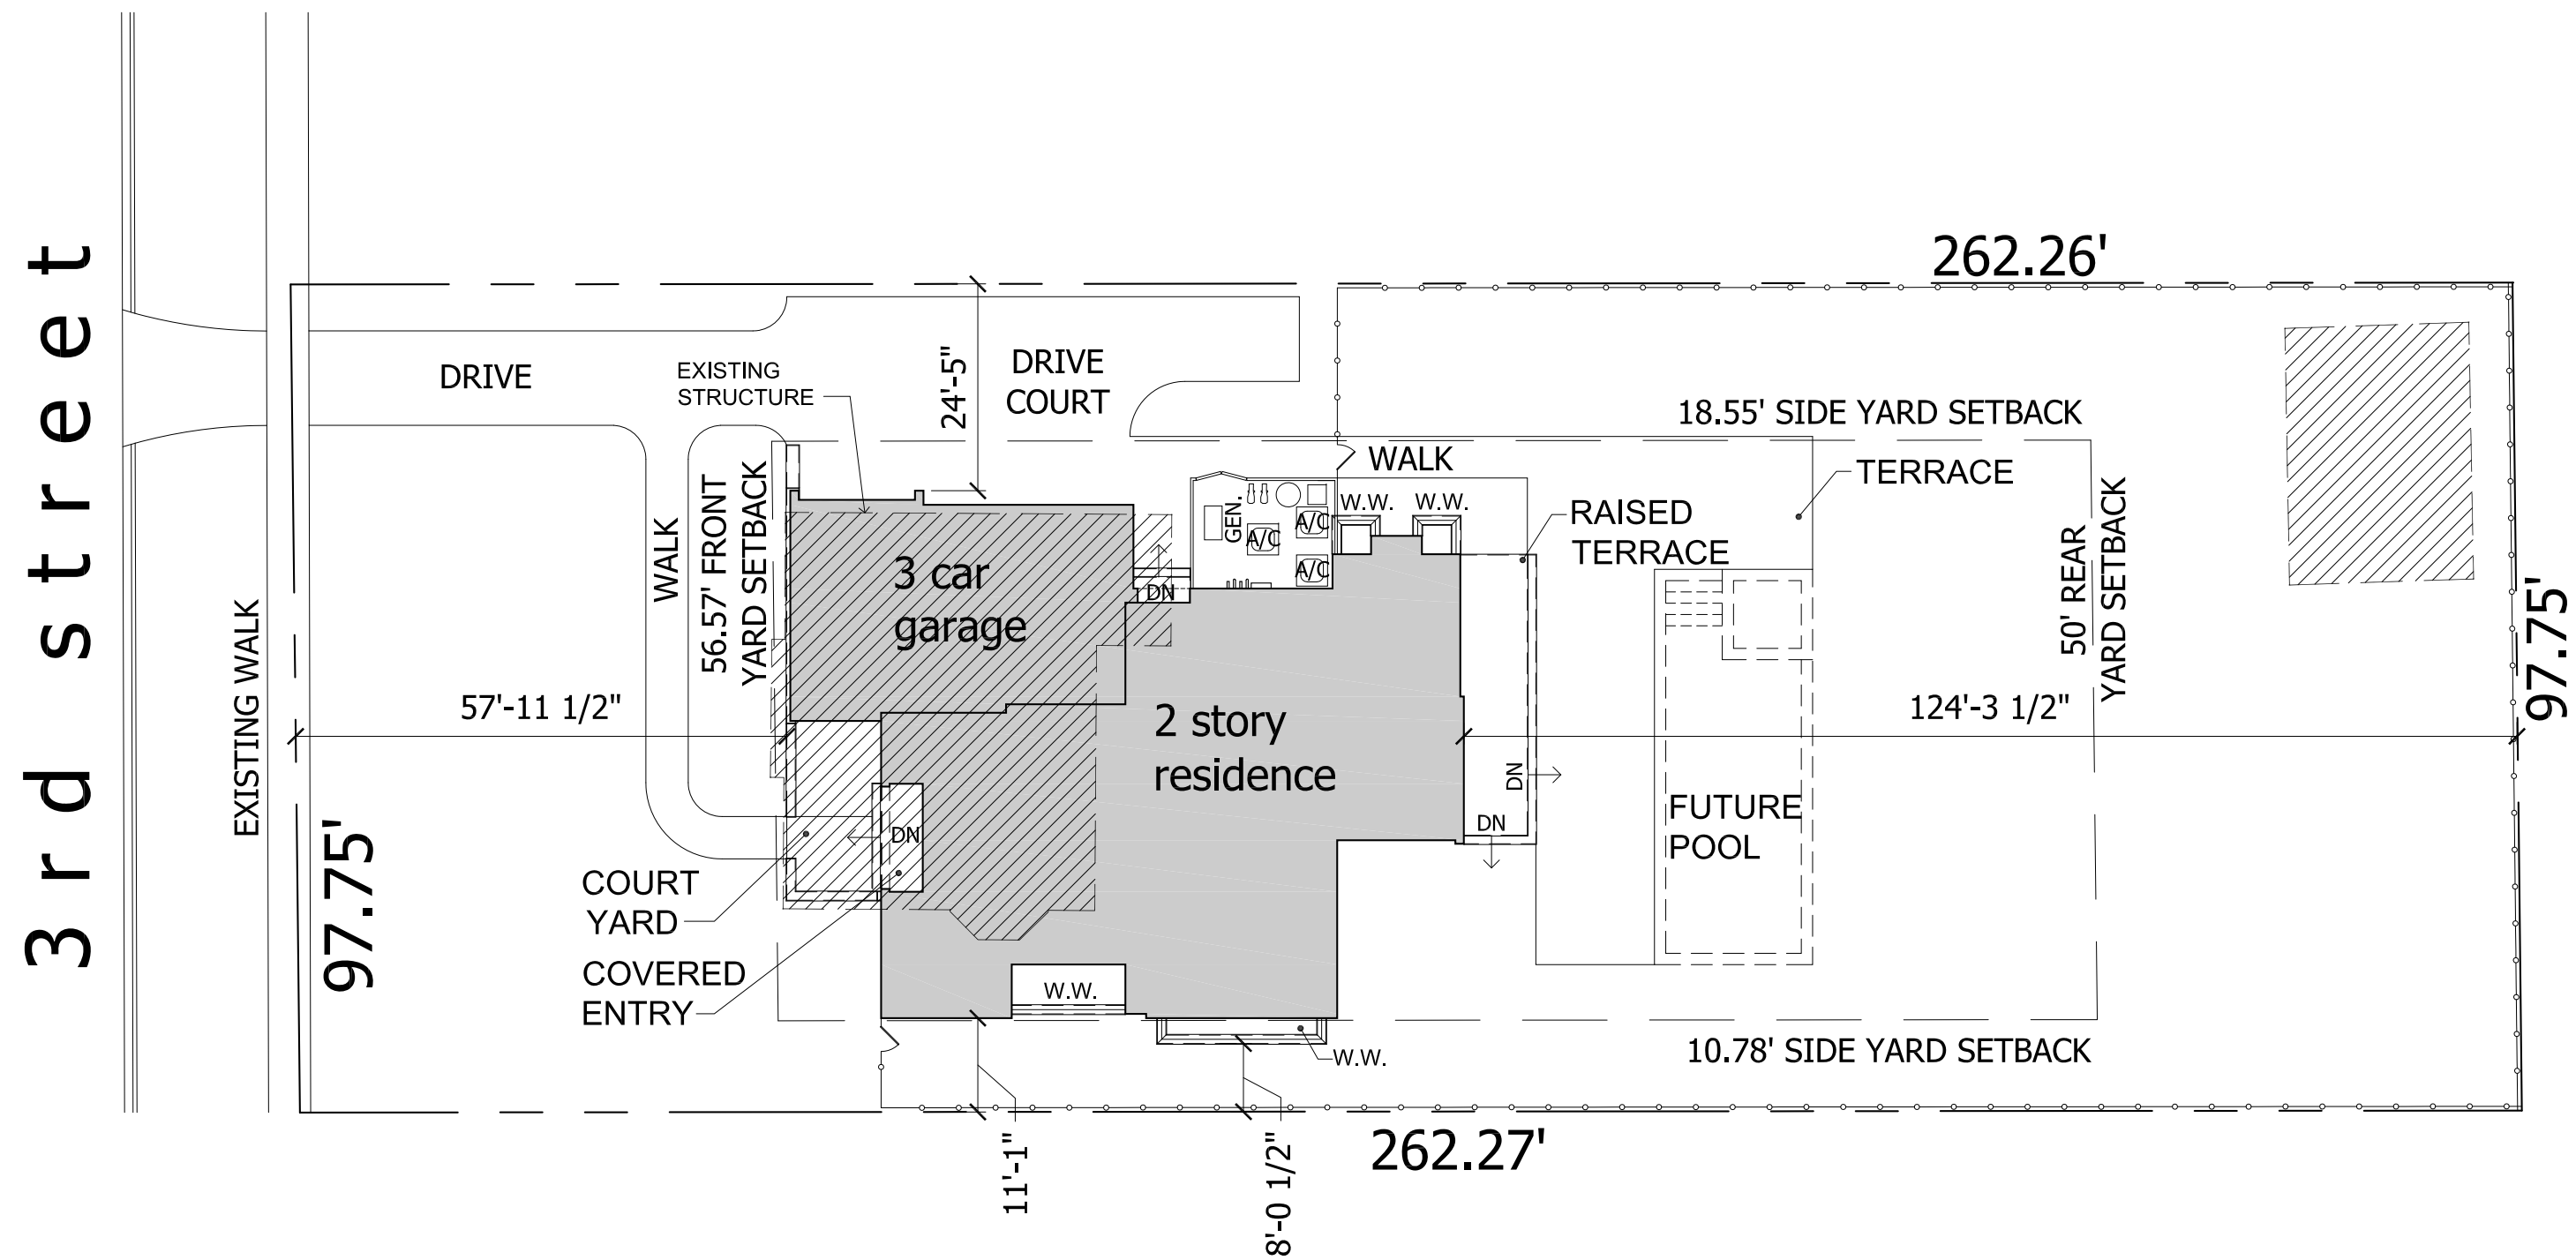 3rd street
262.26'
DRIVE
EXISTING
STRUCTURE
24'-5"
DRIVE
COURT
18.55' SIDE YARD SETBACK
WALK
TERRACE
W.W.
W.W.
RAISED
TERRACE
GEN.
A/C
A/C
A/C
3 car
garage
DN
WALK
56.57' FRONT
YARD SETBACK
50' REAR
YARD SETBACK
97.75'
EXISTING WALK
57'-11 1/2"
2 story
residence
124'-3 1/2"
DN
DN
FUTURE
POOL
DN
97.75'
COURT
YARD
COVERED
ENTRY
W.W.
W.W.
10.78' SIDE YARD SETBACK
11'-1"
8'-0 1/2"
262.27'